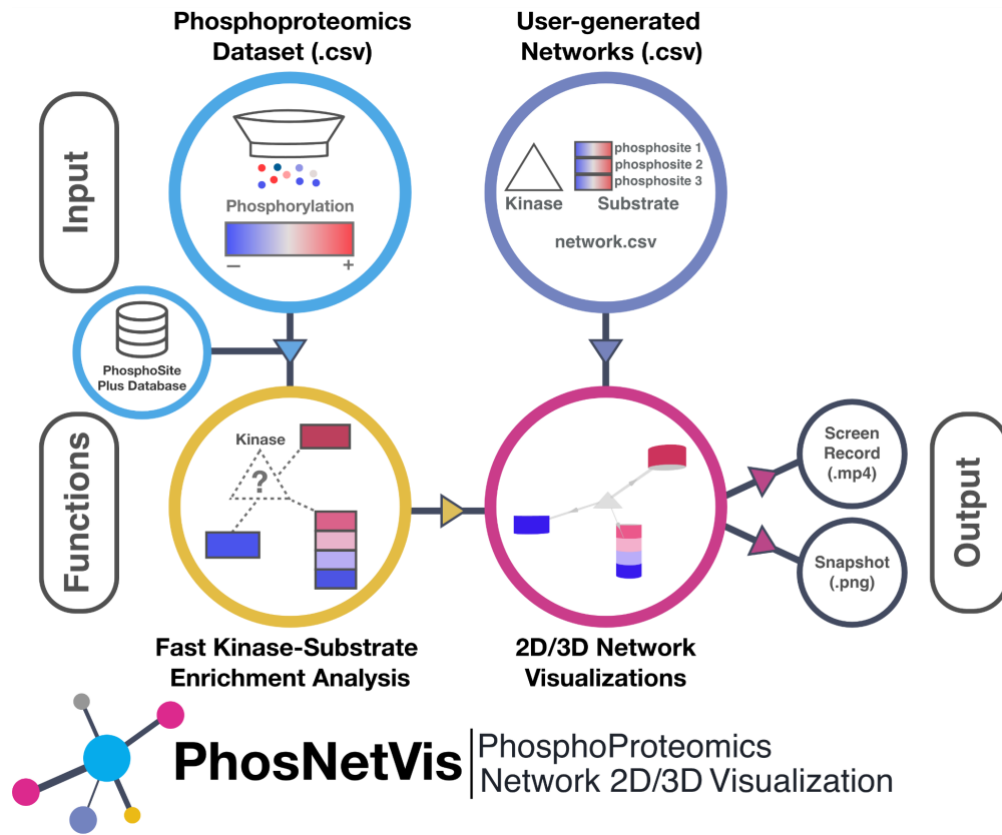 Phosphoproteomics
Dataset (.csv)
User-generated
Networks (.csv)
Input
Phosphorylation
– +
Kinase
phosphosite 1
phosphosite 2
phosphosite 3
Substrate
network.csv
PhosphoSite
Plus Database
Functions
Kinase
?
Screen
Record
(.mp4)
Snapshot
(.png)
Output
Fast Kinase-Substrate
Enrichment Analysis
2D/3D Network
Visualizations
PhosNetVis
PhosphoProteomics
Network 2D/3D Visualization